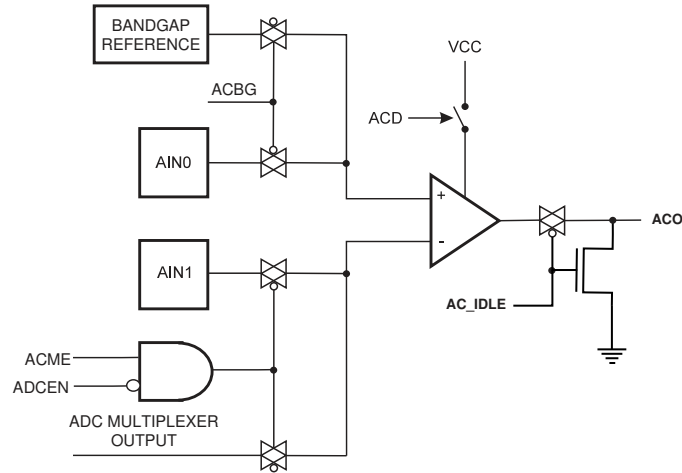 BANDGAP
REFERENCE
VCC
ACBG
ACD
AIN0
+
-
ACO
AIN1
AC_IDLE
ACME
ADCEN
ADC MULTIPLEXER
OUTPUT